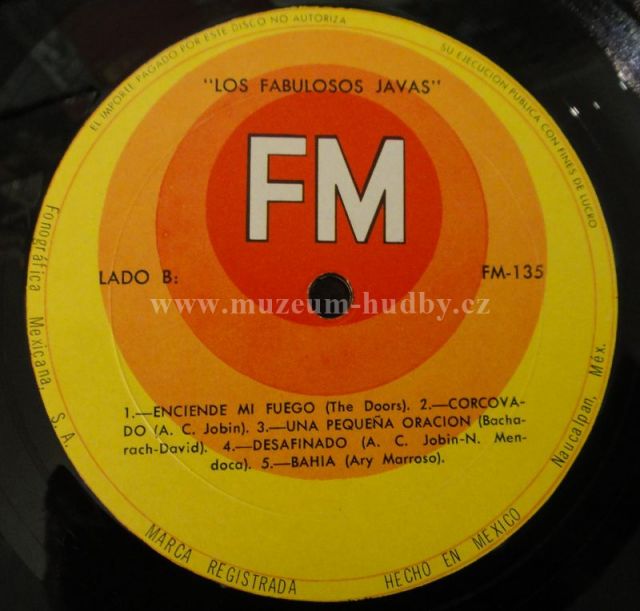 EL IMPORTE PAGADO POR ESTE DISCO NO AUTORIZA
SU EJECUCION PUBLICA CON FINES DE LUCRO
"LOS FABULOSOS JAVAS"
FM
LADO B:
FM-135
www.muzeum-hudby.cz
1.—ENCIENDE MI FUEGO (The Doors). 2.—CORCOVA-
DO (A. C. Jobin). 3.—UNA PEQUEÑA ORACION (Bacha-
rach-David). 4.—DESAFINADO (A. C. Jobin-N. Men-
doca). 5.—BAHIA (Ary Marroso).
Fonográfica Mexicana, S. A.
Naucalpan, Méx.
MARCA REGISTRADA
HECHO EN MEXICO